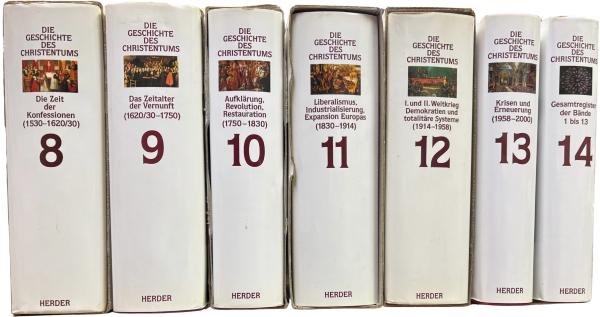 DIE
GESCHICHTE
DES
CHRISTENTUMS
Die Zeit
der
Konfessionen
(1530-1620/30)
8
HERDER
DIE
GESCHICHTE
DES
CHRISTENTUMS
Das Zeitalter
der Vernunft
(1620/30-1750)
9
HERDER
DIE
GESCHICHTE
DES
CHRISTENTUMS
Aufklärung,
Revolution,
Restauration
(1750-1830)
10
HERDER
DIE
GESCHICHTE
DES
CHRISTENTUMS
Liberalismus,
Industrialisierung,
Expansion Europas
(1830-1914)
11
HERDER
DIE
GESCHICHTE
DES
CHRISTENTUMS
I. und II. Weltkrieg
Demokratien und
totalitäre Systeme
(1914-1958)
12
HERDER
DIE
GESCHICHTE
DES
CHRISTENTUMS
Krisen und
Erneuerung
(1958-2000)
13
HERDER
DIE
GESCHICHTE
DES
CHRISTENTUMS
Gesamtregister
der Bände
1 bis 13
14
HERDER